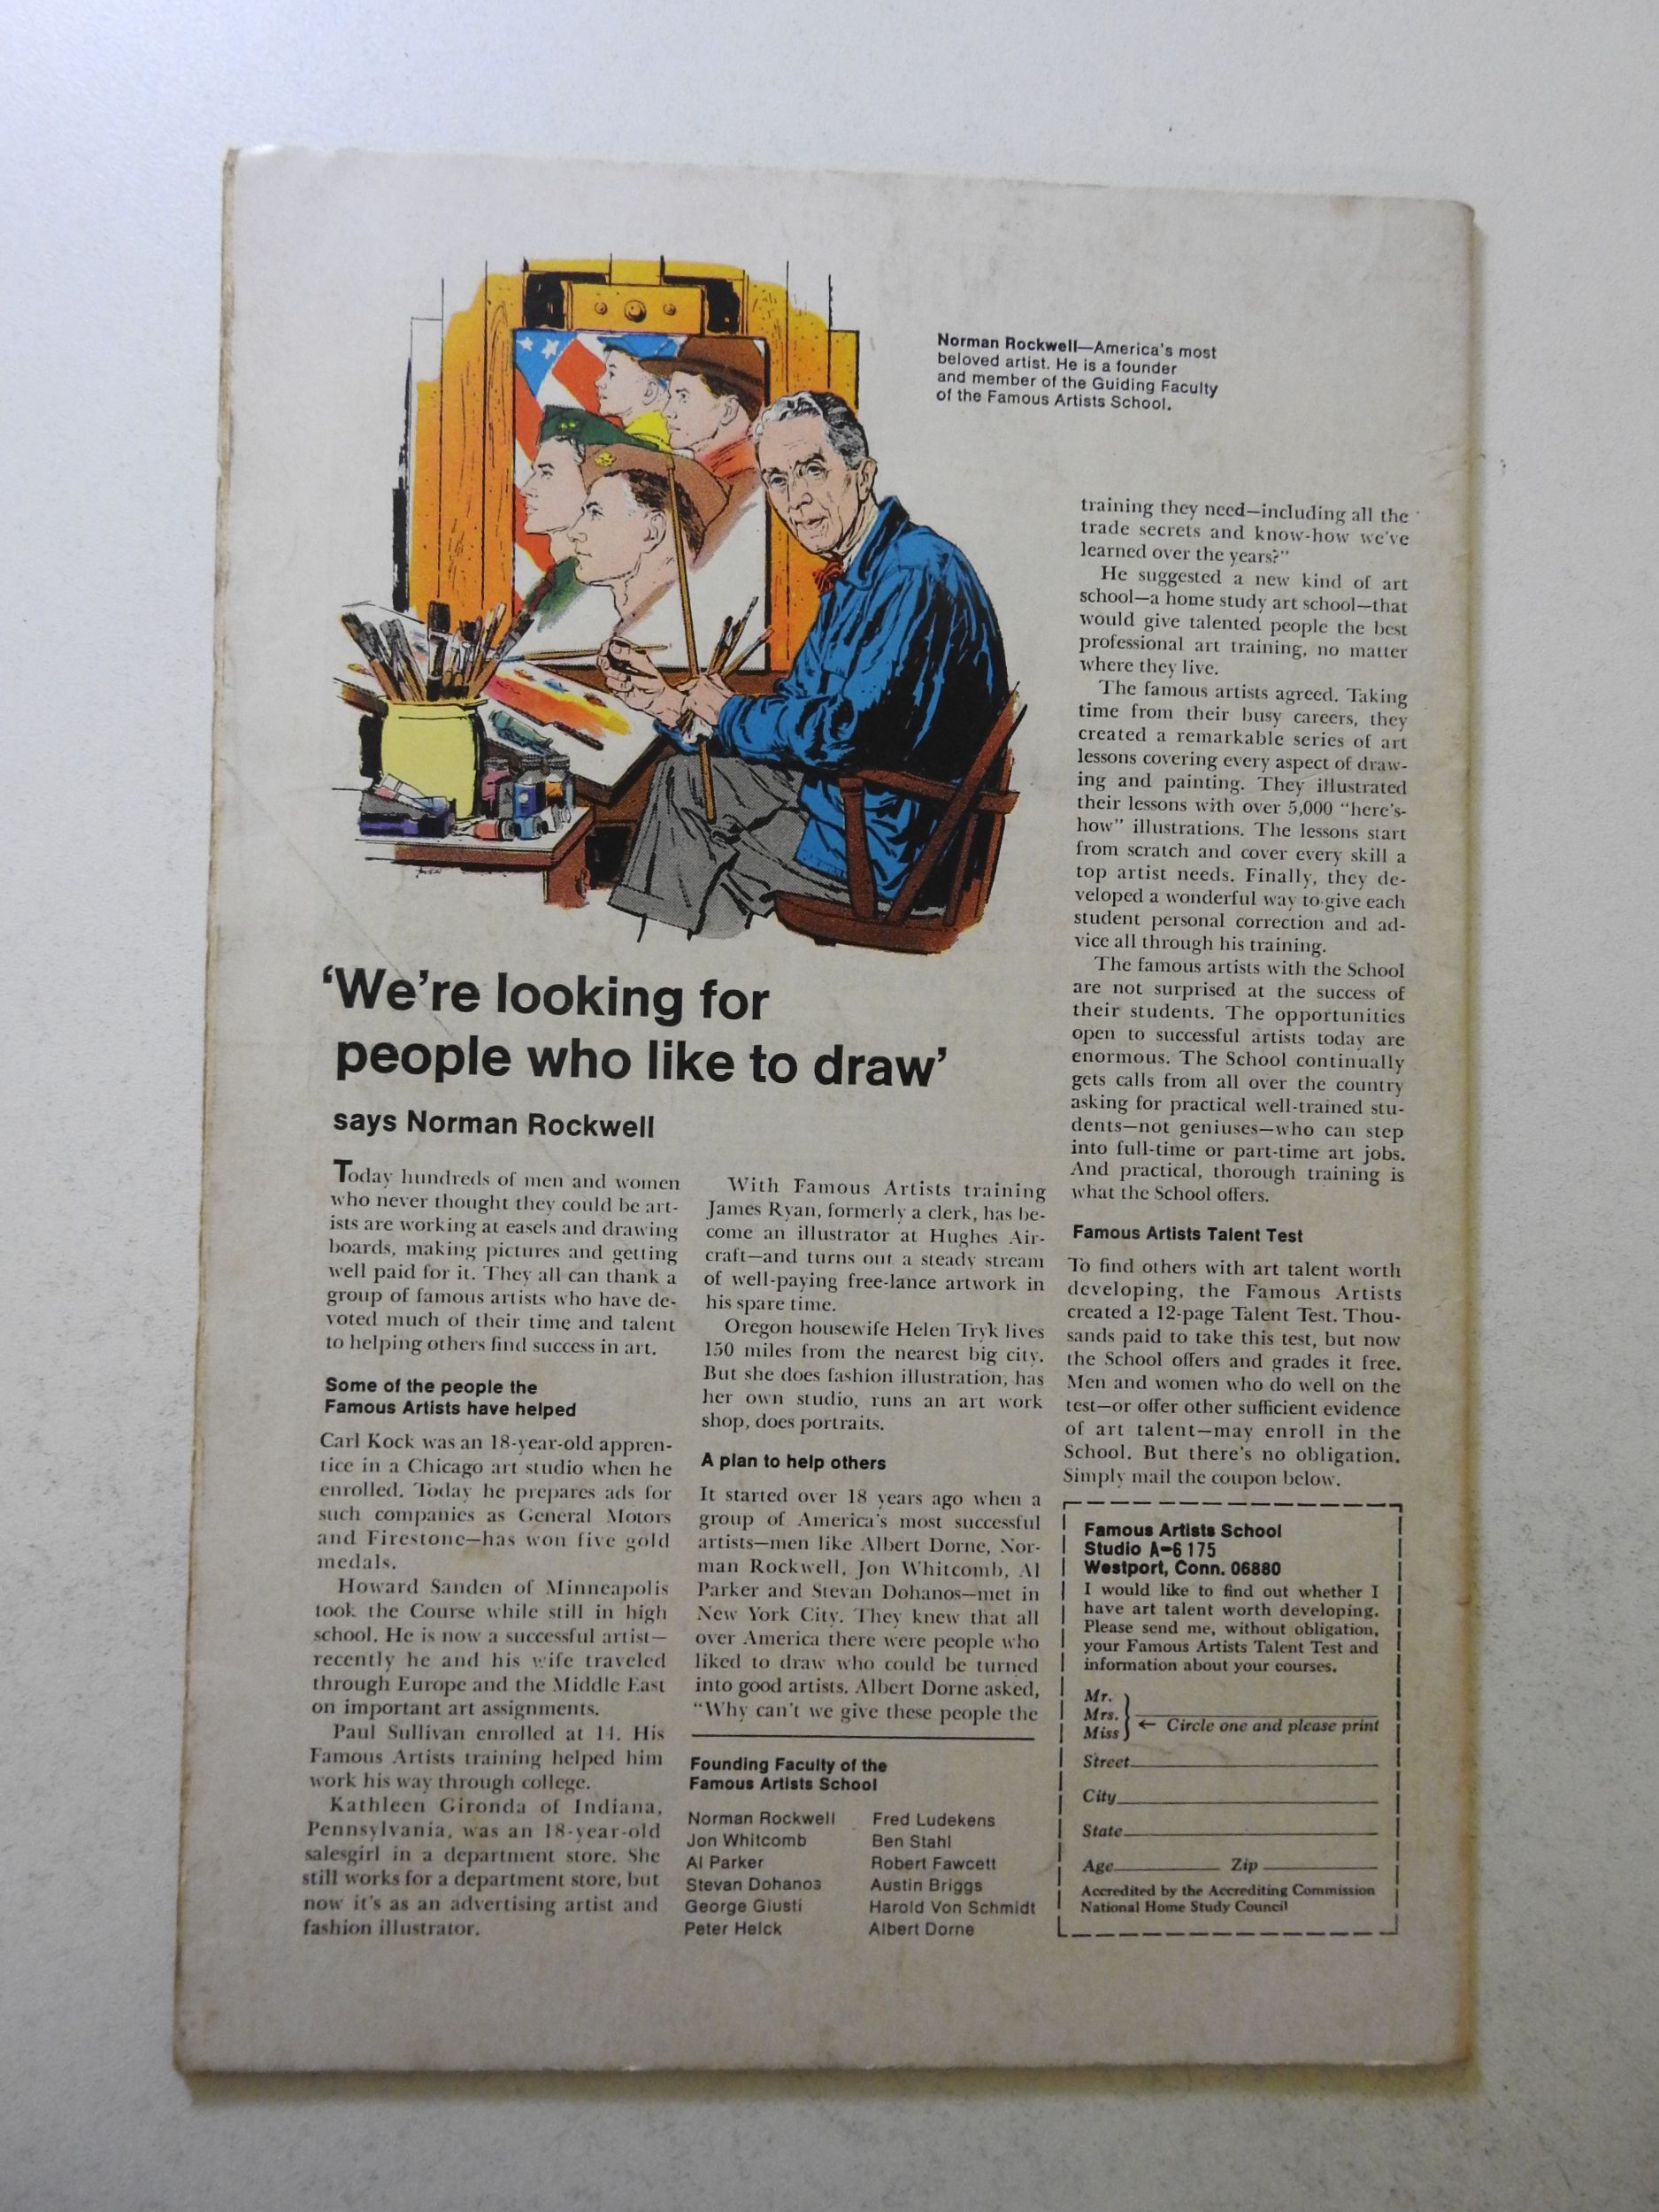 Norman Rockwell—America's most
beloved artist. He is a founder
and member of the Guiding Faculty
of the Famous Artists School.
'We're looking for
people who like to draw'
says Norman Rockwell
Today hundreds of men and women
who never thought they could be art-
ists are working at easels and drawing
boards, making pictures and getting
well paid for it. They all can thank a
group of famous artists who have de-
voted much of their time and talent
to helping others find success in art.
Some of the people the
Famous Artists have helped
Carl Kock was an 18-year-old appren-
tice in a Chicago art studio when he
enrolled. Today he prepares ads for
such companies as General Motors
and Firestone—has won five gold
medals.
Howard Sanden of Minneapolis
took the Course while still in high
school. He is now a successful artist—
recently he and his wife traveled
through Europe and the Middle East
on important art assignments.
Paul Sullivan enrolled at 14. His
Famous Artists training helped him
work his way through college.
Kathleen Gironda of Indiana,
Pennsylvania, was an 18-year-old
salesgirl in a department store. She
still works for a department store, but
now it's as an advertising artist and
fashion illustrator.
With Famous Artists training
James Ryan, formerly a clerk, has be-
come an illustrator at Hughes Air-
craft—and turns out a steady stream
of well-paying free-lance artwork in
his spare time.
Oregon housewife Helen Tryk lives
150 miles from the nearest big city.
But she does fashion illustration, has
her own studio, runs an art work
shop, does portraits.
A plan to help others
It started over 18 years ago when a
group of America's most successful
artists—men like Albert Dorne, Nor-
man Rockwell, Jon Whitcomb, Al
Parker and Stevan Dohanos—met in
New York City. They knew that all
over America there were people who
liked to draw who could be turned
into good artists. Albert Dorne asked,
"Why can't we give these people the
Founding Faculty of the
Famous Artists School
Norman Rockwell
Jon Whitcomb
Al Parker
Stevan Dohanos
George Giusti
Peter Helck
Fred Ludekens
Ben Stahl
Robert Fawcett
Austin Briggs
Harold Von Schmidt
Albert Dorne
training they need—including all the
trade secrets and know-how we've
learned over the years?"
He suggested a new kind of art
school—a home study art school—that
would give talented people the best
professional art training, no matter
where they live.
The famous artists agreed. Taking
time from their busy careers, they
created a remarkable series of art
lessons covering every aspect of draw-
ing and painting. They illustrated
their lessons with over 5,000 "here's-
how" illustrations. The lessons start
from scratch and cover every skill a
top artist needs. Finally, they de-
veloped a wonderful way to give each
student personal correction and ad-
vice all through his training.
The famous artists with the School
are not surprised at the success of
their students. The opportunities
open to successful artists today are
enormous. The School continually
gets calls from all over the country
asking for practical well-trained stu-
dents—not geniuses—who can step
into full-time or part-time art jobs.
And practical, thorough training is
what the School offers.
Famous Artists Talent Test
To find others with art talent worth
developing, the Famous Artists
created a 12-page Talent Test. Thou-
sands paid to take this test, but now
the School offers and grades it free.
Men and women who do well on the
test—or offer other sufficient evidence
of art talent—may enroll in the
School. But there's no obligation.
Simply mail the coupon below.
Famous Artists School
Studio A-6175
Westport, Conn. 06880
I would like to find out whether I
have art talent worth developing.
Please send me, without obligation,
your Famous Artists Talent Test and
information about your courses.
Mr.
Mrs.
Miss
← Circle one and please print
Street
City
State
Age Zip
Accredited by the Accrediting Commission
National Home Study Council